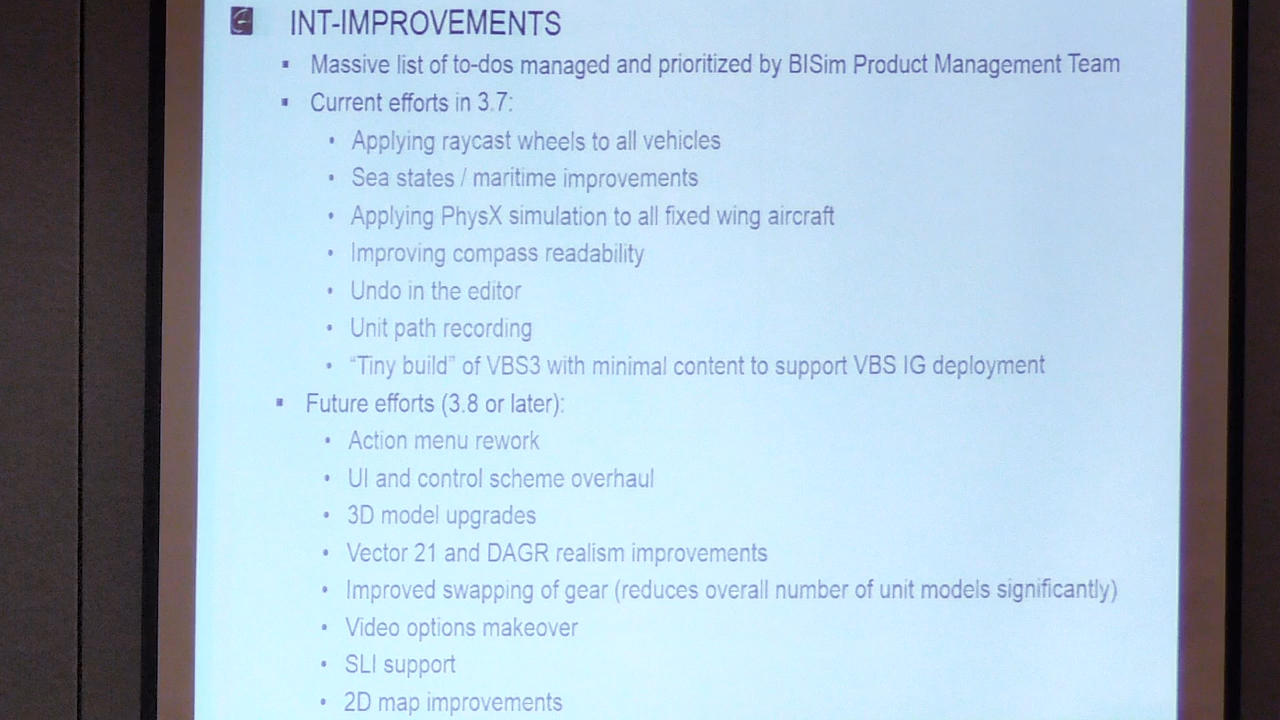 INT-IMPROVEMENTS
▪ Massive list of to-dos managed and prioritized by BISim Product Management Team
▪ Current efforts in 3.7:
• Applying raycast wheels to all vehicles
• Sea states / maritime improvements
• Applying PhysX simulation to all fixed wing aircraft
• Improving compass readability
• Undo in the editor
• Unit path recording
• “Tiny build” of VBS3 with minimal content to support VBS IG deployment
▪ Future efforts (3.8 or later):
• Action menu rework
• UI and control scheme overhaul
• 3D model upgrades
• Vector 21 and DAGR realism improvements
• Improved swapping of gear (reduces overall number of unit models significantly)
• Video options makeover
• SLI support
• 2D map improvements